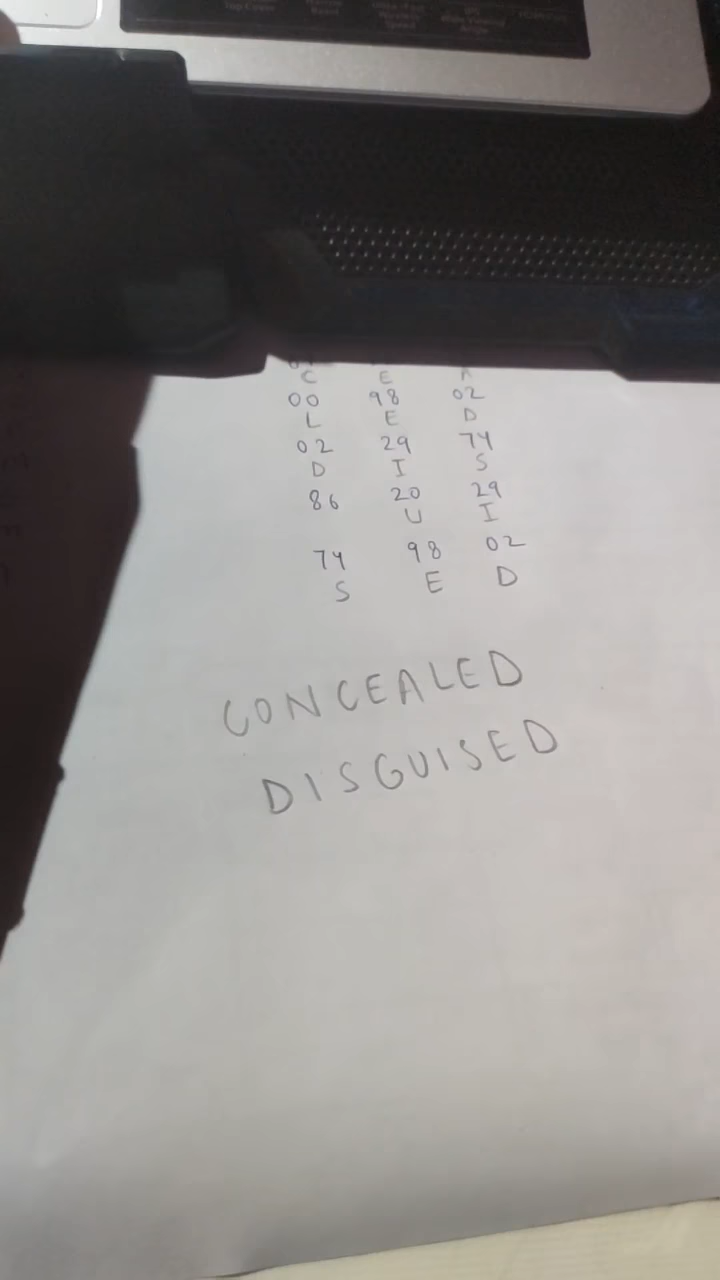 C E A
00 98 02
L E D
02 29 74
D I S
86 20 29
U I
74 98 02
S E D
CONCEALED
DISGUISED